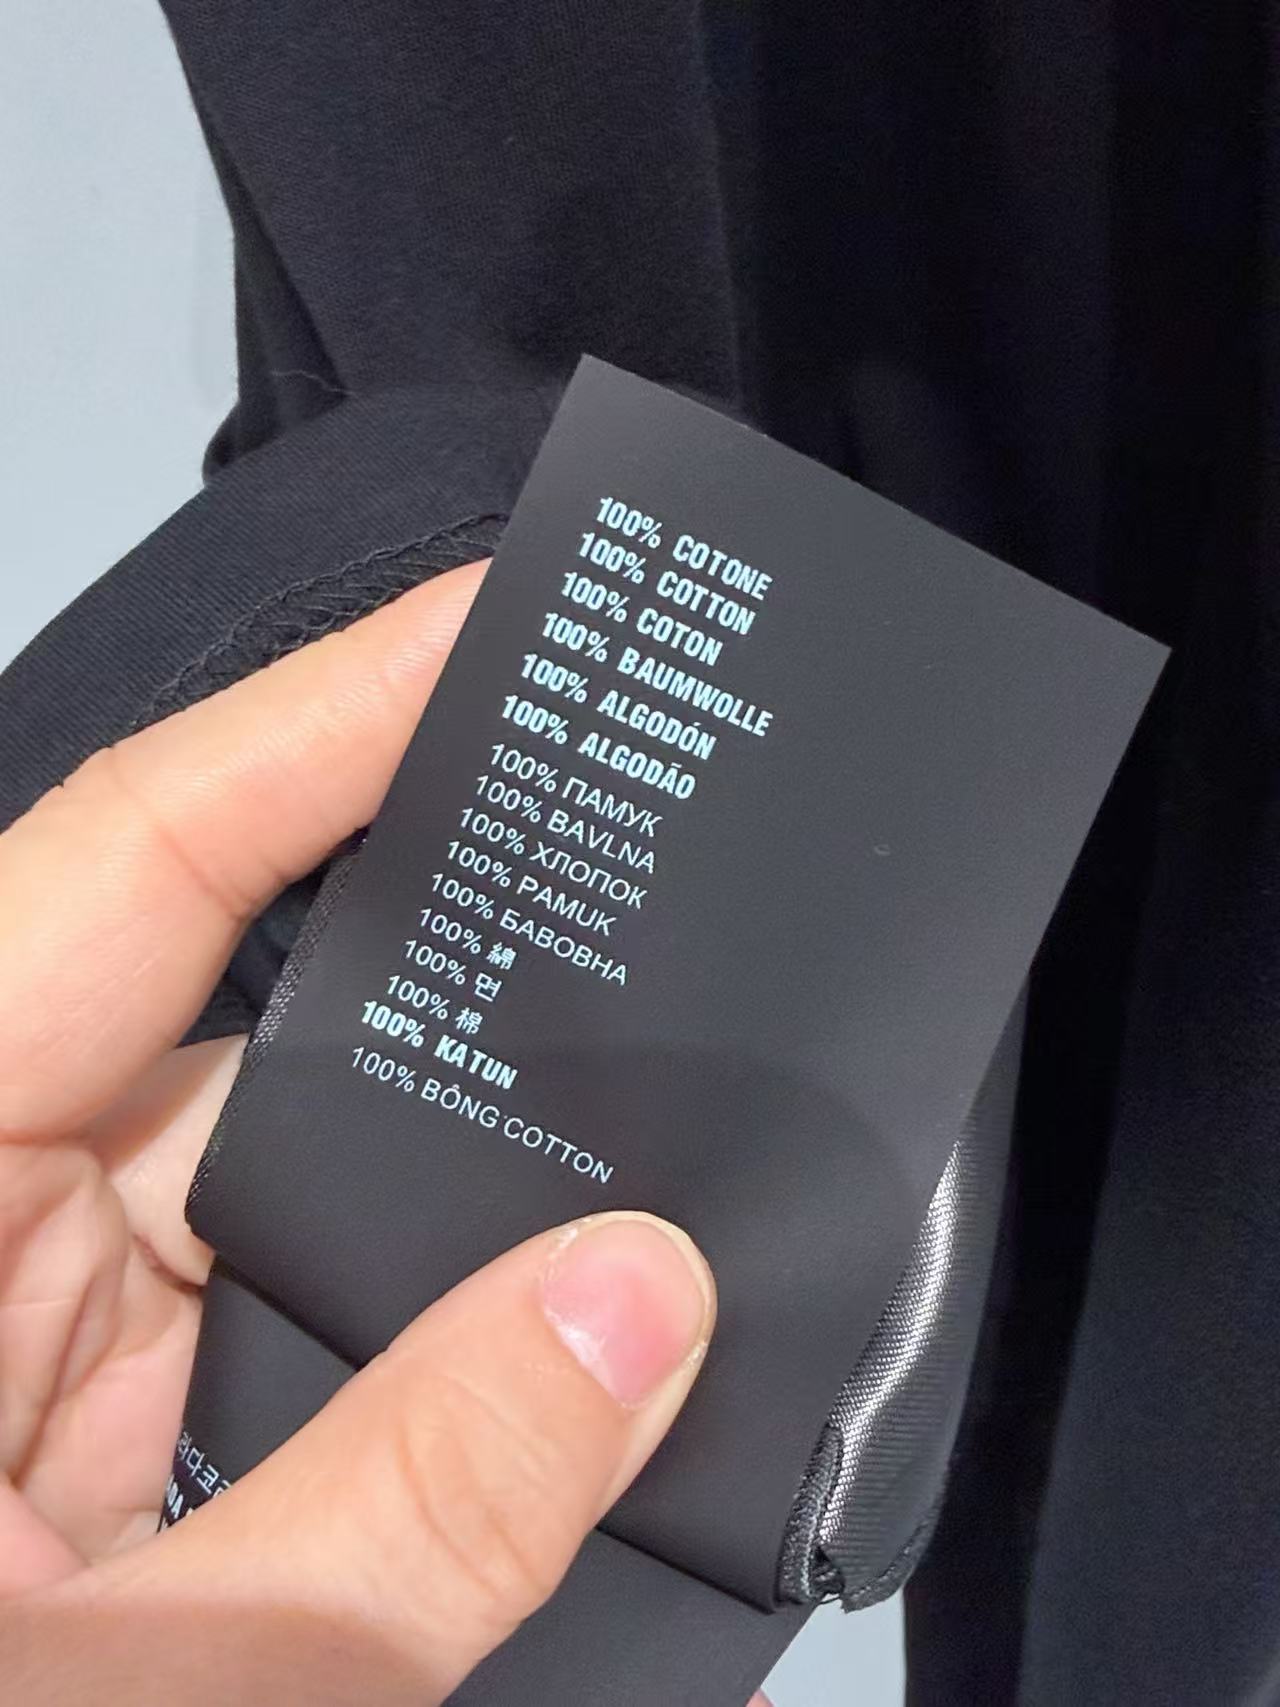 100% COTONE
100% COTTON
100% COTON
100% BAUMWOLLE
100% ALGODÓN
100% ALGODÃO
100% ПАМУК
100% BAVLNA
100% ХЛОПОК
100% PAMUK
100% БАВОВНА
100% 綿
100% 면
100% 棉
100% KATUN
100% BÔNG COTTON